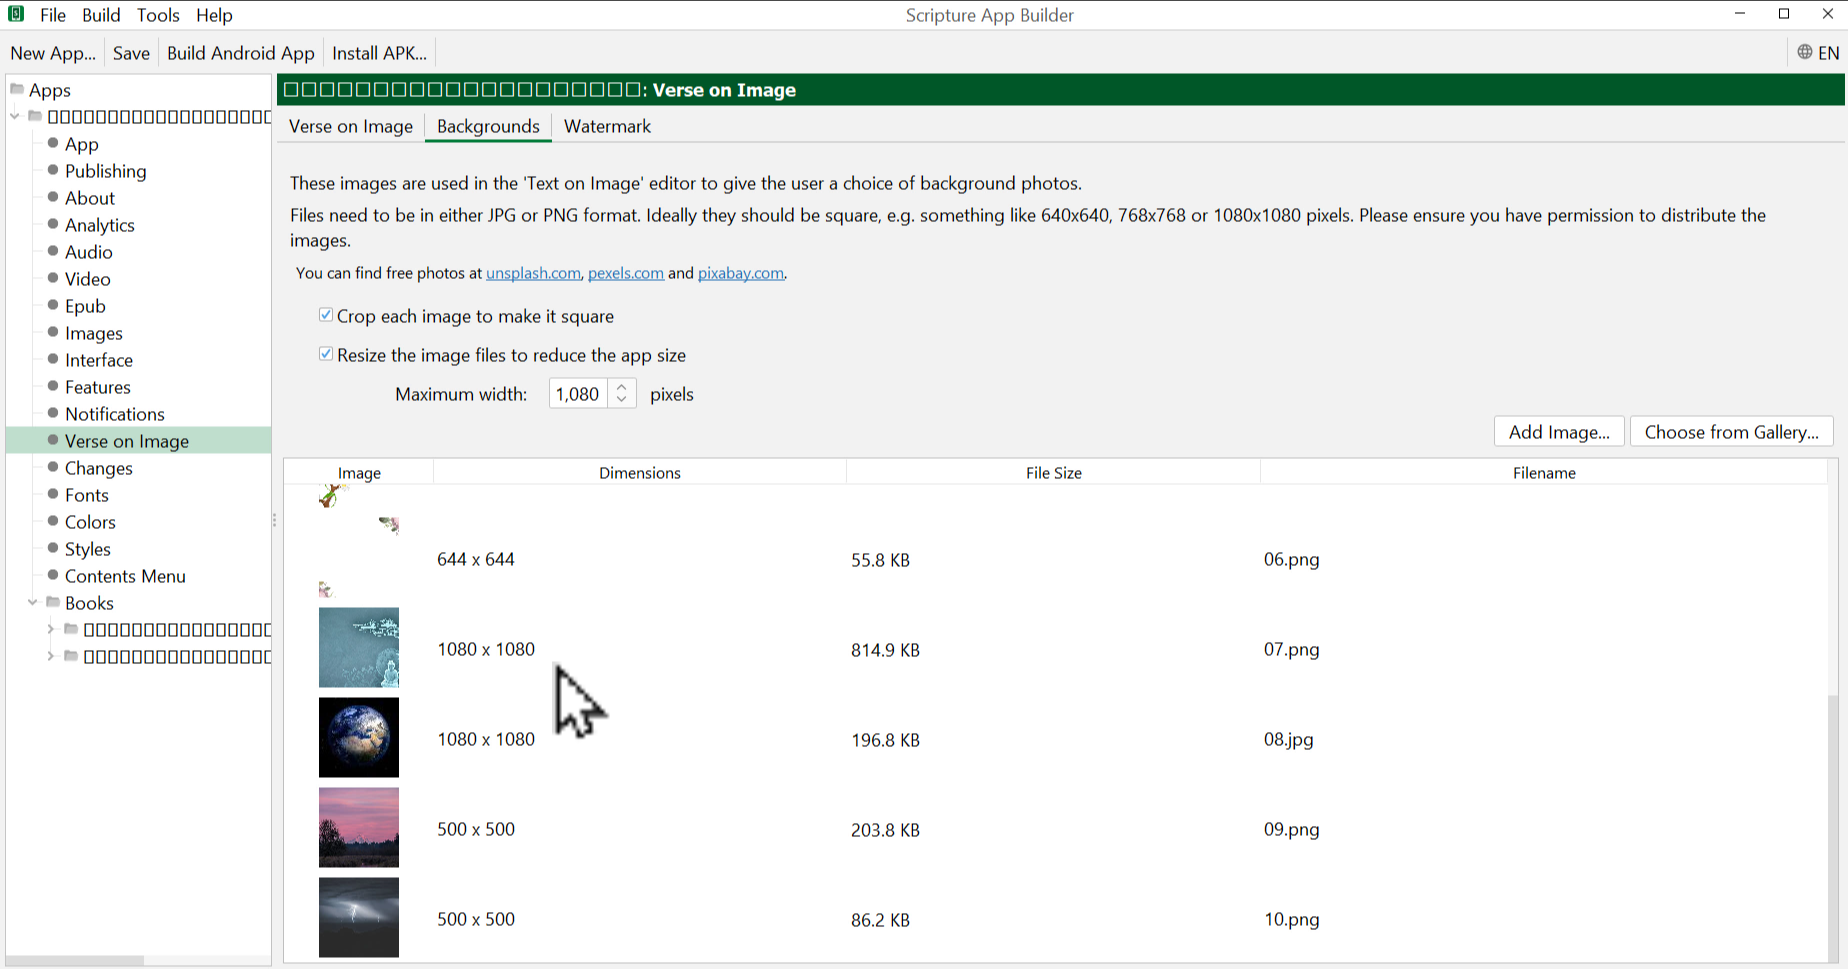 File Build Tools Help Scripture App Builder
New App... Save Build Android App Install APK... EN
Apps
App
Publishing
About
Analytics
Audio
Video
Epub
Images
Interface
Features
Notifications
Verse on Image
Changes
Fonts
Colors
Styles
Contents Menu
Books
: Verse on Image
Verse on Image Backgrounds Watermark
These images are used in the 'Text on Image' editor to give the user a choice of background photos.
Files need to be in either JPG or PNG format. Ideally they should be square, e.g. something like 640x640, 768x768 or 1080x1080 pixels. Please ensure you have permission to distribute the
images.
You can find free photos at unsplash.com, pexels.com and pixabay.com.
Crop each image to make it square
Resize the image files to reduce the app size
Maximum width: 1,080 pixels
Add Image... Choose from Gallery...
Image Dimensions File Size Filename
644 x 644 55.8 KB 06.png
1080 x 1080 814.9 KB 07.png
1080 x 1080 196.8 KB 08.jpg
500 x 500 203.8 KB 09.png
500 x 500 86.2 KB 10.png